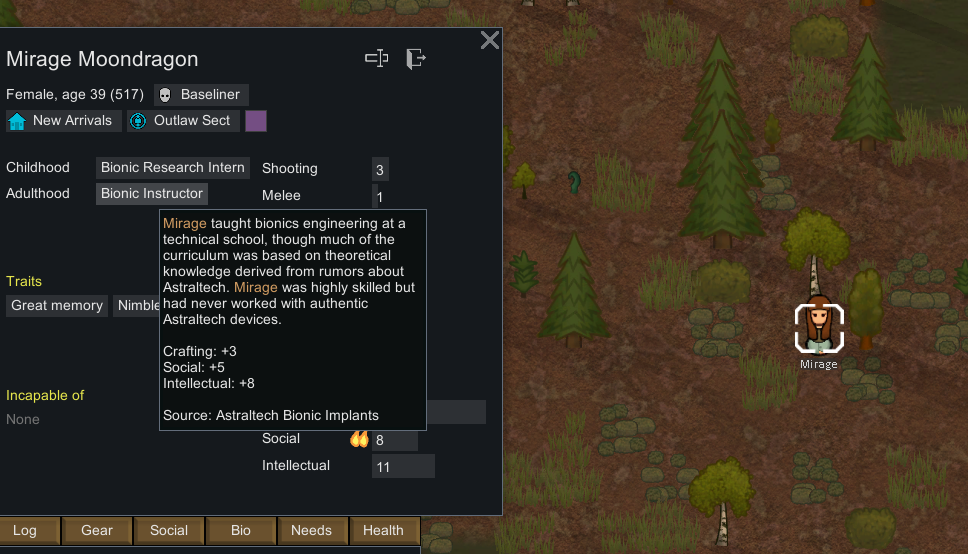 Mirage Moondragon
Female, age 39 (517) Baseliner
New Arrivals Outlaw Sect
Childhood Bionic Research Intern Shooting 3
Adulthood Bionic Instructor Melee 1
Mirage taught bionics engineering at a
technical school, though much of the
curriculum was based on theoretical
knowledge derived from rumors about
Astraltech. Mirage was highly skilled but
had never worked with authentic
Astraltech devices.
Crafting: +3
Social: +5
Intellectual: +8
Source: Astraltech Bionic Implants
Traits
Great memory Nimble
Incapable of
None
Social 8
Intellectual 11
Log Gear Social Bio Needs Health
Mirage